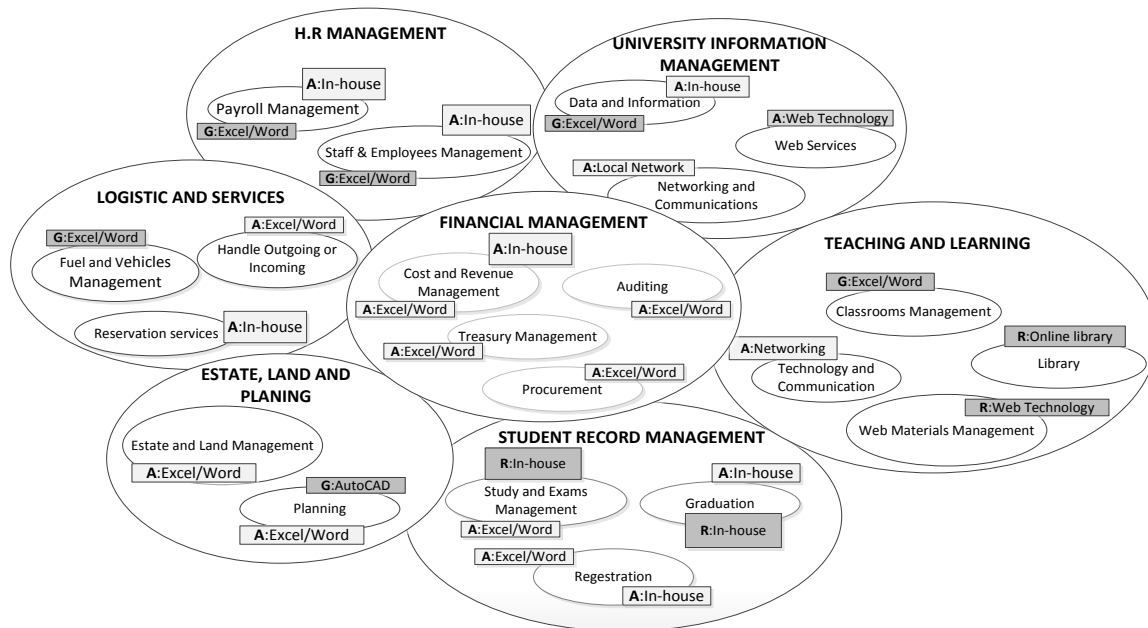 H.R MANAGEMENT
A:In-house
Payroll Management
G:Excel/Word
A:In-house
Staff & Employees Management
G:Excel/Word
UNIVERSITY INFORMATION
MANAGEMENT
A:In-house
Data and Information
G:Excel/Word
A:Web Technology
Web Services
A:Local Network
Networking and
Communications
LOGISTIC AND SERVICES
A:Excel/Word
Handle Outgoing or
Incoming
G:Excel/Word
Fuel and Vehicles
Management
Reservation services
A:In-house
FINANCIAL MANAGEMENT
A:In-house
Cost and Revenue
Management
A:Excel/Word
Auditing
A:Excel/Word
Treasury Management
A:Excel/Word
A:Excel/Word
Procurement
TEACHING AND LEARNING
G:Excel/Word
Classrooms Management
R:Online library
Library
A:Networking
Technology and
Communication
R:Web Technology
Web Materials Management
ESTATE, LAND AND
PLANING
Estate and Land Management
A:Excel/Word
G:AutoCAD
Planning
A:Excel/Word
STUDENT RECORD MANAGEMENT
R:In-house
Study and Exams
Management
A:Excel/Word
A:In-house
Graduation
R:In-house
A:Excel/Word
Regestration
A:In-house